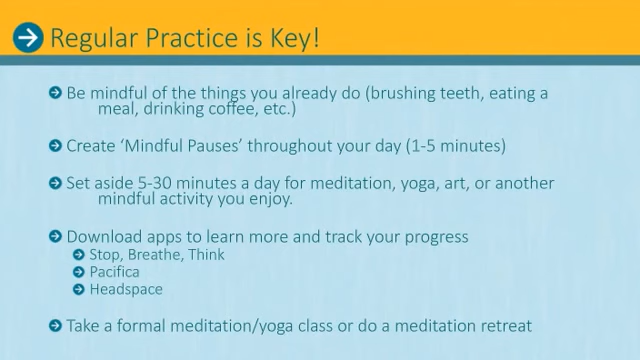 Regular Practice is Key!
Be mindful of the things you already do (brushing teeth, eating a
meal, drinking coffee, etc.)
Create ‘Mindful Pauses’ throughout your day (1-5 minutes)
Set aside 5-30 minutes a day for meditation, yoga, art, or another
mindful activity you enjoy.
Download apps to learn more and track your progress
Stop, Breathe, Think
Pacifica
Headspace
Take a formal meditation/yoga class or do a meditation retreat